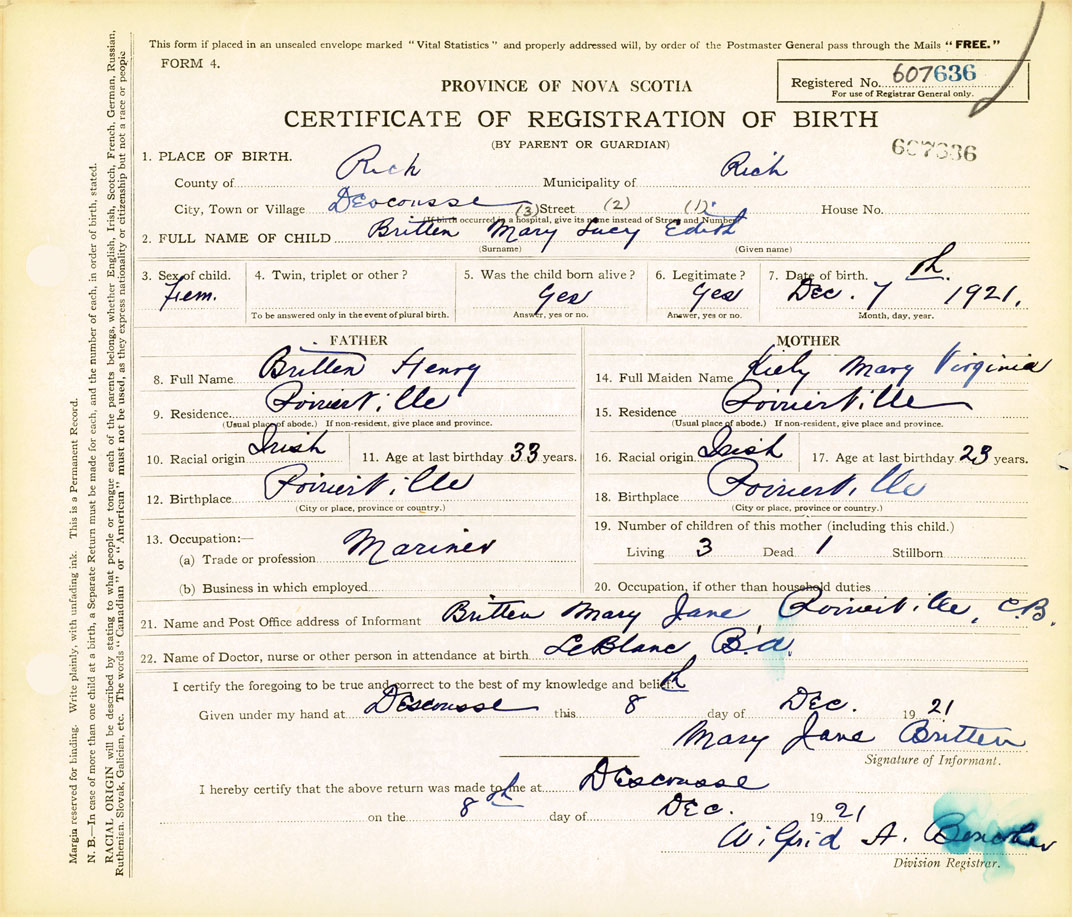 This form if placed in an unsealed envelope marked "Vital Statistics" and properly addressed will, by order of the Postmaster General pass through the Mails "FREE."
FORM 4.
Registered No. 607636
For use of Registrar General only.
PROVINCE OF NOVA SCOTIA
CERTIFICATE OF REGISTRATION OF BIRTH
(BY PARENT OR GUARDIAN)
607636
1. PLACE OF BIRTH.
County of Rich Municipality of Rich
City, Town or Village Descousse Street House No.
(3) (2) (1)
(If birth occurred in a hospital, give its name instead of Street and Number)
2. FULL NAME OF CHILD Britten Mary Lucy Edith
(Surname) (Given name)
3. Sex of child. 4. Twin, triplet or other? 5. Was the child born alive? 6. Legitimate? 7. Date of birth.
Fem. Yes Yes Dec. 7th 1921.
To be answered only in the event of plural birth. Answer, yes or no. Answer, yes or no. Month, day, year.
FATHER
8. Full Name Britten Henry
9. Residence. Poirierville
(Usual place of abode.) If non-resident, give place and province.
10. Racial origin Irish 11. Age at last birthday 33 years.
12. Birthplace Poirierville
(City or place, province or country.)
13. Occupation:—
(a) Trade or profession Mariner
(b) Business in which employed
MOTHER
14. Full Maiden Name Kiely Mary Virginia
15. Residence Poirierville
(Usual place of abode.) If non-resident, give place and province.
16. Racial origin Irish 17. Age at last birthday 23 years.
18. Birthplace Poirierville
(City or place, province or country.)
19. Number of children of this mother (including this child.)
Living 3 Dead 1 Stillborn
20. Occupation, if other than household duties
21. Name and Post Office address of Informant Britten Mary Jane Poirierville, C.B.
22. Name of Doctor, nurse or other person in attendance at birth LeBlanc B.A.
I certify the foregoing to be true and correct to the best of my knowledge and belief.
Given under my hand at Descousse this 8th day of Dec. 1921
Mary Jane Britten
Signature of Informant.
I hereby certify that the above return was made to me at Descousse
on the 8th day of Dec. 1921
Wilfrid A.
Division Registrar.
Margin reserved for binding. Write plainly, with unfading ink. This is a Permanent Record.
N. B.—In case of more than one child at a birth, a Separate Return must be made for each, and the number of each, in order of birth, stated.
RACIAL ORIGIN will be described by stating to what people or tongue each of the parents belongs, whether English, Irish, Scotch, French, German, Russian,
Ruthenian, Slovak, Galician, etc. The words "Canadian" or "American" must not be used, as they express nationality or citizenship but not a race or people